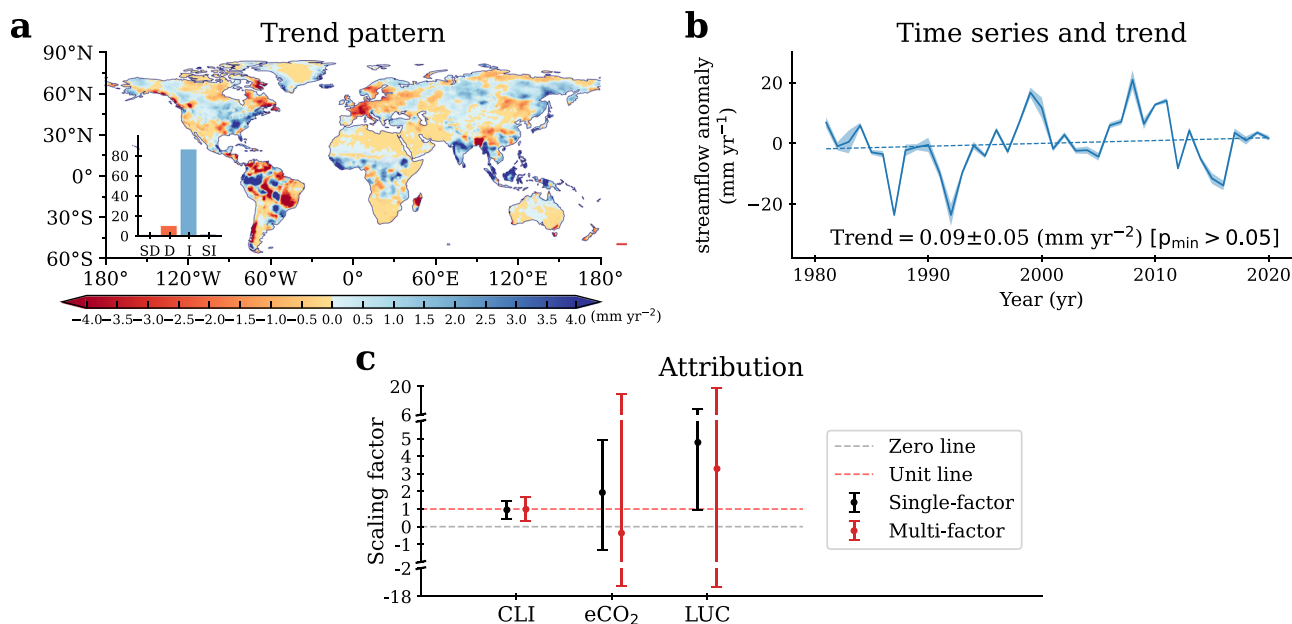 a
Trend pattern
90°N
60°N
30°N
0°
30°S
60°S
80
60
40
20
0
SD D I SI
180° 120°W 60°W 0° 60°E 120°E 180°
−4.0 −3.5 −3.0 −2.5 −2.0 −1.5 −1.0 −0.5 0.0 0.5 1.0 1.5 2.0 2.5 3.0 3.5 4.0 (mm yr⁻²)
b
Time series and trend
streamflow anomaly
(mm yr⁻¹)
20
0
−20
Trend = 0.09±0.05 (mm yr⁻²) [pmin > 0.05]
1980 1990 2000 2010 2020
Year (yr)
c
Attribution
Scaling factor
20
6
5
4
3
2
1
0
-1
-2
-18
CLI eCO₂ LUC
Zero line
Unit line
Single-factor
Multi-factor